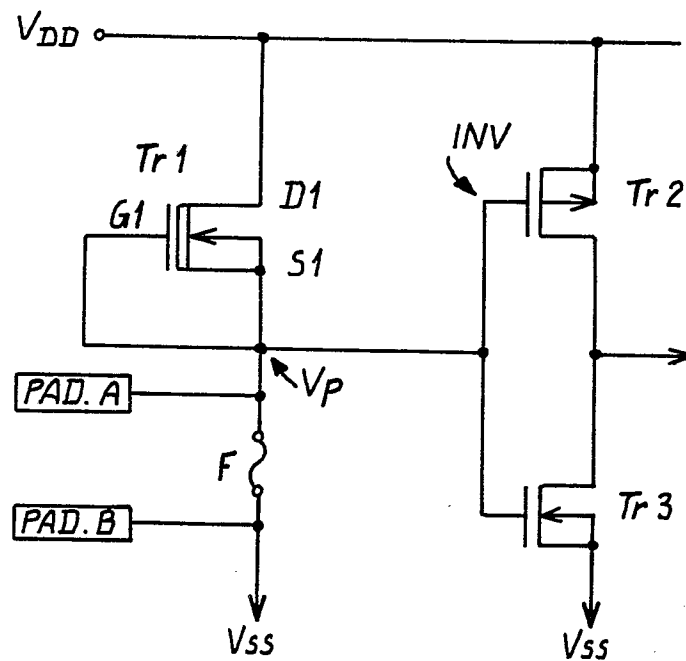 VDD
INV
Tr 1
D1
Tr 2
G1
S1
VP
PAD. A
F
PAD. B
Tr 3
VSS
VSS